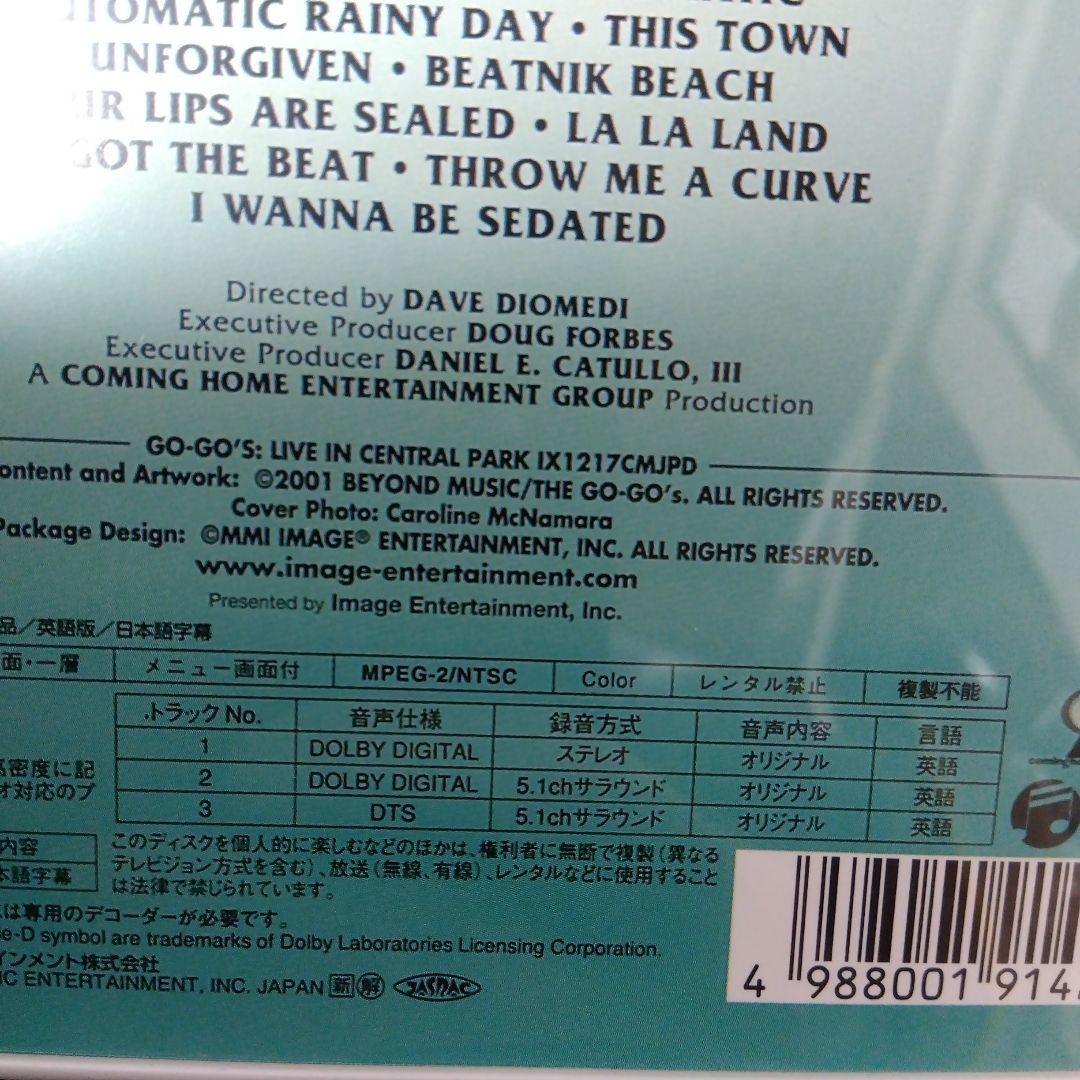 TOMATIC RAINY DAY • THIS TOWN
UNFORGIVEN • BEATNIK BEACH
UR LIPS ARE SEALED • LA LA LAND
GOT THE BEAT • THROW ME A CURVE
I WANNA BE SEDATED
Directed by DAVE DIOMEDI
Executive Producer DOUG FORBES
Executive Producer DANIEL E. CATULLO, III
A COMING HOME ENTERTAINMENT GROUP Production
GO-GO'S: LIVE IN CENTRAL PARK IX1217CMJPD
ontent and Artwork: ©2001 BEYOND MUSIC/THE GO-GO's. ALL RIGHTS RESERVED.
Cover Photo: Caroline McNamara
Package Design: ©MMI IMAGE® ENTERTAINMENT, INC. ALL RIGHTS RESERVED.
www.image-entertainment.com
Presented by Image Entertainment, Inc.
品／英語版／日本語字幕
面・一層 メニュー画面付 MPEG-2/NTSC Color レンタル禁止 複製不能
トラックNo. 音声仕様 録音方式 音声内容 言語
1 DOLBY DIGITAL ステレオ オリジナル 英語
2 DOLBY DIGITAL 5.1chサラウンド オリジナル 英語
3 DTS 5.1chサラウンド オリジナル 英語
高密度に記
オ対応のプ
内容
本語字幕
このディスクを個人的に楽しむなどのほかは、権利者に無断で複製（異なる
テレビジョン方式を含む）、放送（無線、有線）、レンタルなどに使用すること
は法律で禁じられています。
は専用のデコーダーが必要です。
e-D symbol are trademarks of Dolby Laboratories Licensing Corporation.
インメント株式会社
IC ENTERTAINMENT, INC. JAPAN 新 解 JASRAC
4 988001 914